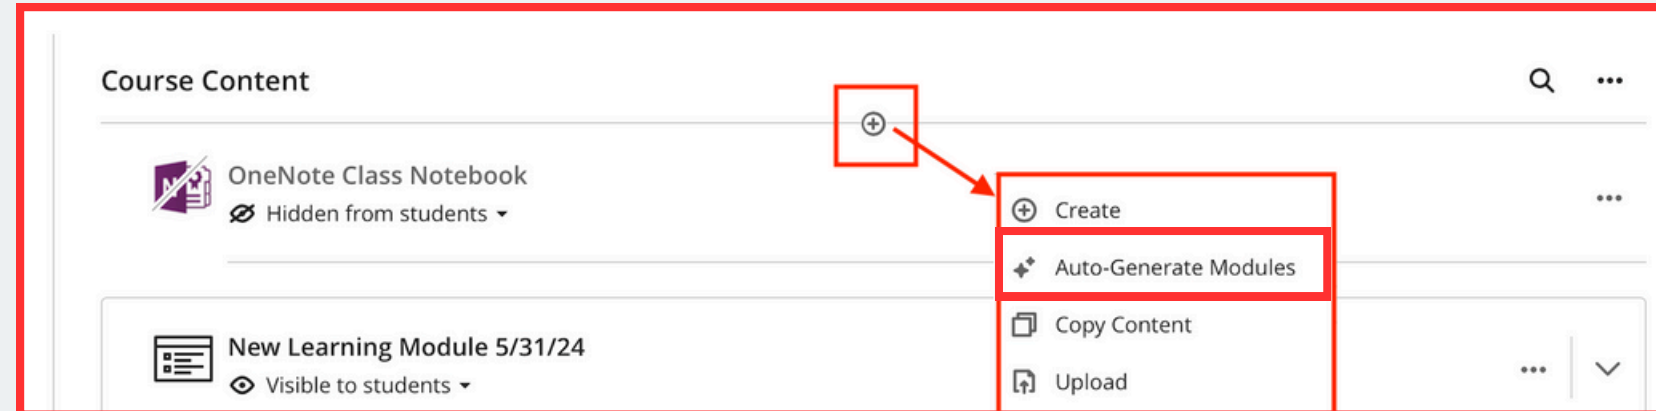 Course Content
OneNote Class Notebook
Hidden from students
Create
Auto-Generate Modules
Copy Content
New Learning Module 5/31/24
Visible to students
Upload